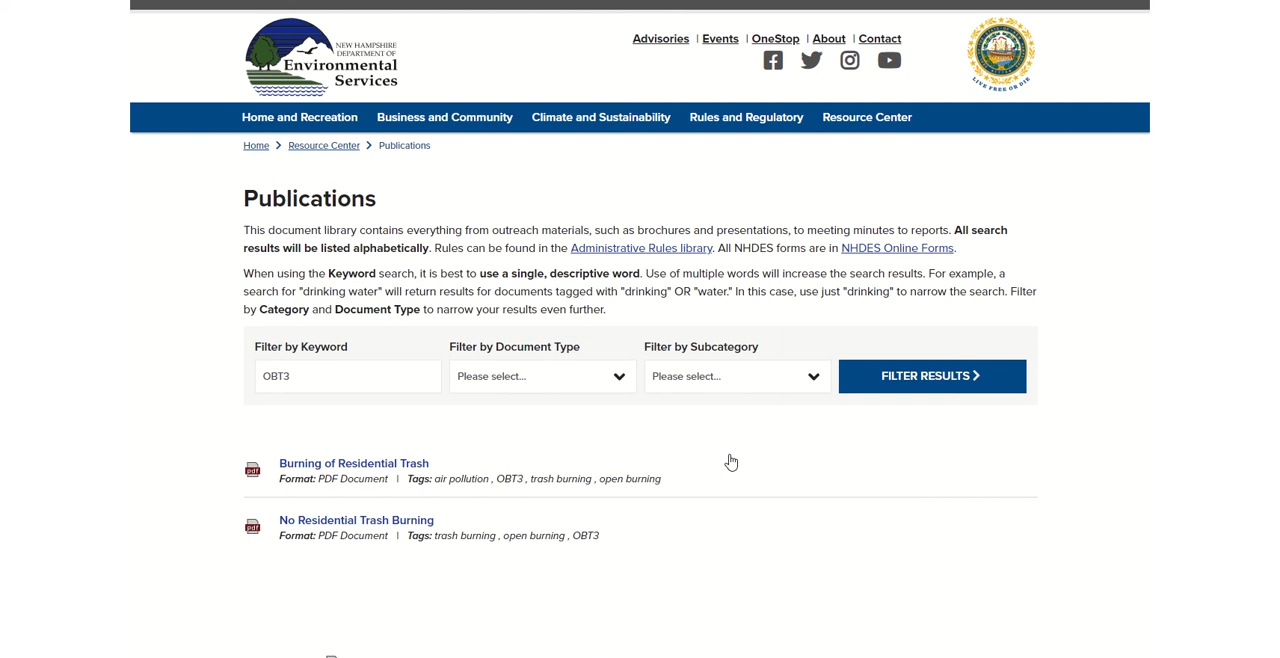 NEW HAMPSHIRE
DEPARTMENT OF
Environmental
Services
Advisories | Events | OneStop | About | Contact
LIVE FREE OR DIE
Home and Recreation Business and Community Climate and Sustainability Rules and Regulatory Resource Center
Home > Resource Center > Publications
Publications
This document library contains everything from outreach materials, such as brochures and presentations, to meeting minutes to reports. All search
results will be listed alphabetically. Rules can be found in the Administrative Rules library. All NHDES forms are in NHDES Online Forms.
When using the Keyword search, it is best to use a single, descriptive word. Use of multiple words will increase the search results. For example, a
search for "drinking water" will return results for documents tagged with "drinking" OR "water." In this case, use just "drinking" to narrow the search. Filter
by Category and Document Type to narrow your results even further.
Filter by Keyword Filter by Document Type Filter by Subcategory
OBT3 Please select... Please select... FILTER RESULTS >
pdf Burning of Residential Trash
Format: PDF Document | Tags: air pollution , OBT3 , trash burning , open burning
pdf No Residential Trash Burning
Format: PDF Document | Tags: trash burning , open burning , OBT3